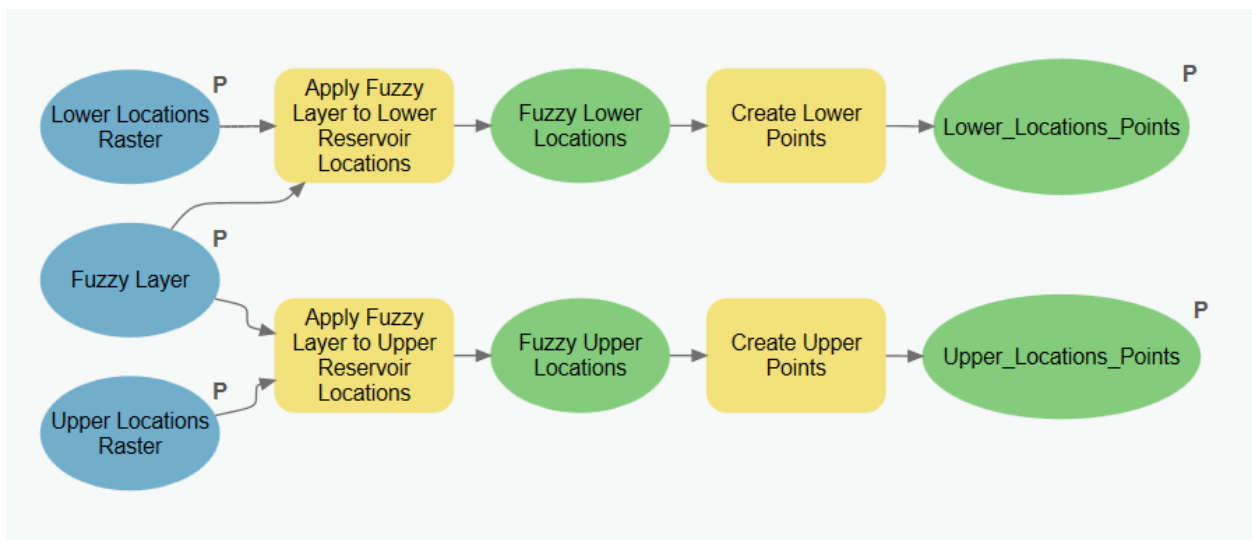 P
Lower Locations
Raster
Apply Fuzzy
Layer to Lower
Reservoir
Locations
Fuzzy Lower
Locations
Create Lower
Points
P
Lower_Locations_Points
P
Fuzzy Layer
P
Upper Locations
Raster
Apply Fuzzy
Layer to Upper
Reservoir
Locations
Fuzzy Upper
Locations
Create Upper
Points
P
Upper_Locations_Points